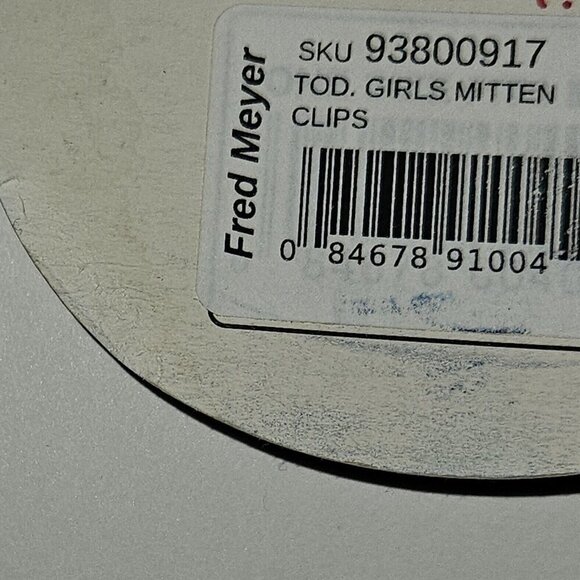 Fred Meyer
SKU 93800917
TOD. GIRLS MITTEN
CLIPS
0 84678 91004